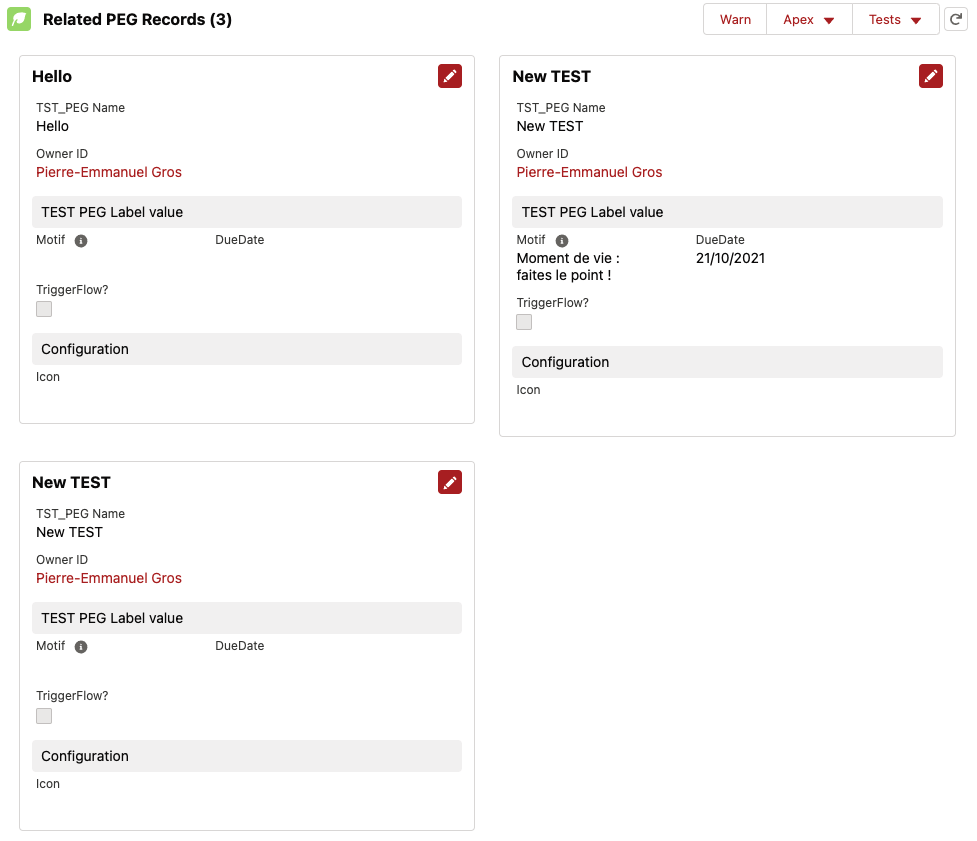 Related PEG Records (3)
Warn
Apex
Tests
Hello
TST_PEG Name
Hello
Owner ID
Pierre-Emmanuel Gros
TEST PEG Label value
Motif DueDate
TriggerFlow?
Configuration
Icon
New TEST
TST_PEG Name
New TEST
Owner ID
Pierre-Emmanuel Gros
TEST PEG Label value
Motif DueDate
Moment de vie : 21/10/2021
faites le point !
TriggerFlow?
Configuration
Icon
New TEST
TST_PEG Name
New TEST
Owner ID
Pierre-Emmanuel Gros
TEST PEG Label value
Motif DueDate
TriggerFlow?
Configuration
Icon